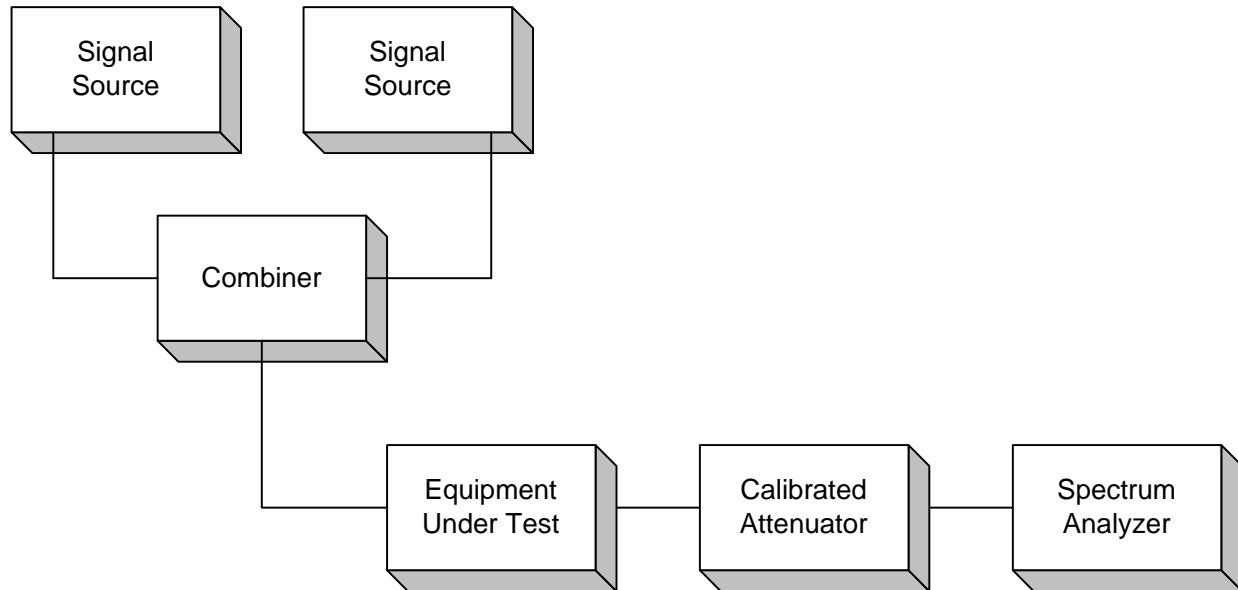 Signal
Source
Signal
Source
Combiner
Equipment
Under Test
Calibrated
Attenuator
Spectrum
Analyzer